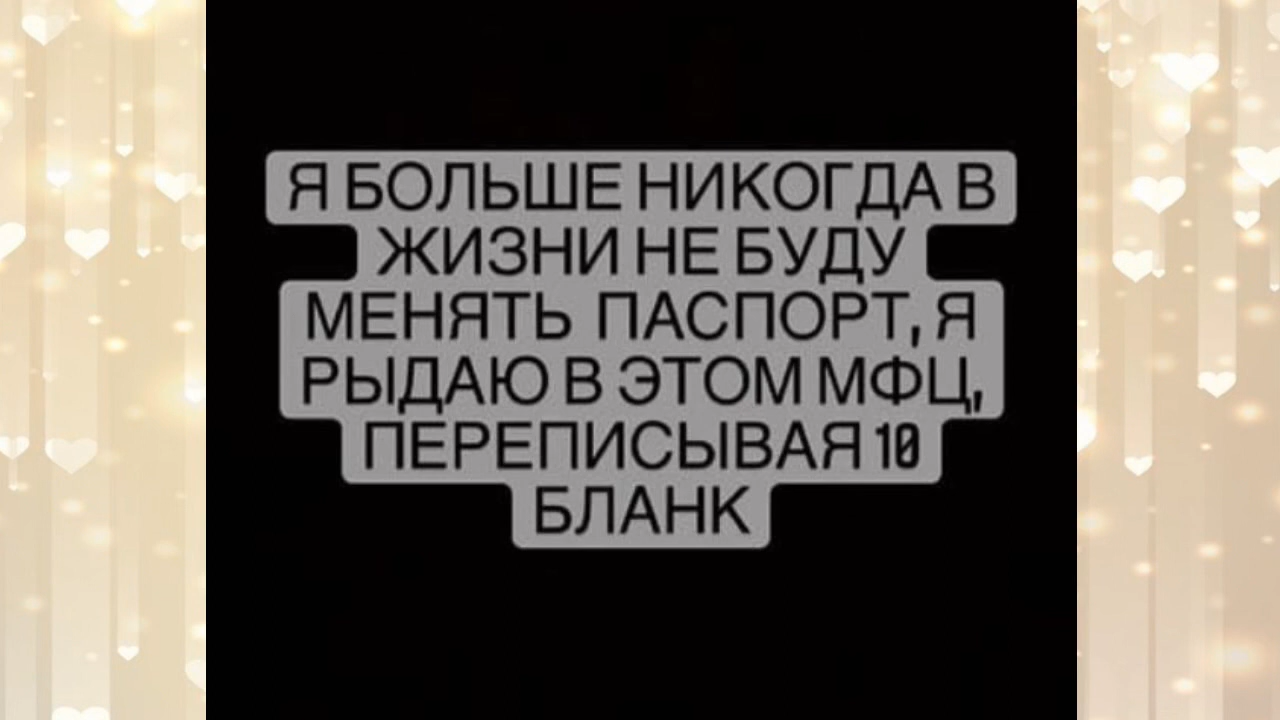 Я БОЛЬШЕ НИКОГДА В
ЖИЗНИ НЕ БУДУ
МЕНЯТЬ ПАСПОРТ, Я
РЫДАЮ В ЭТОМ МФЦ,
ПЕРЕПИСЫВАЯ 10
БЛАНК